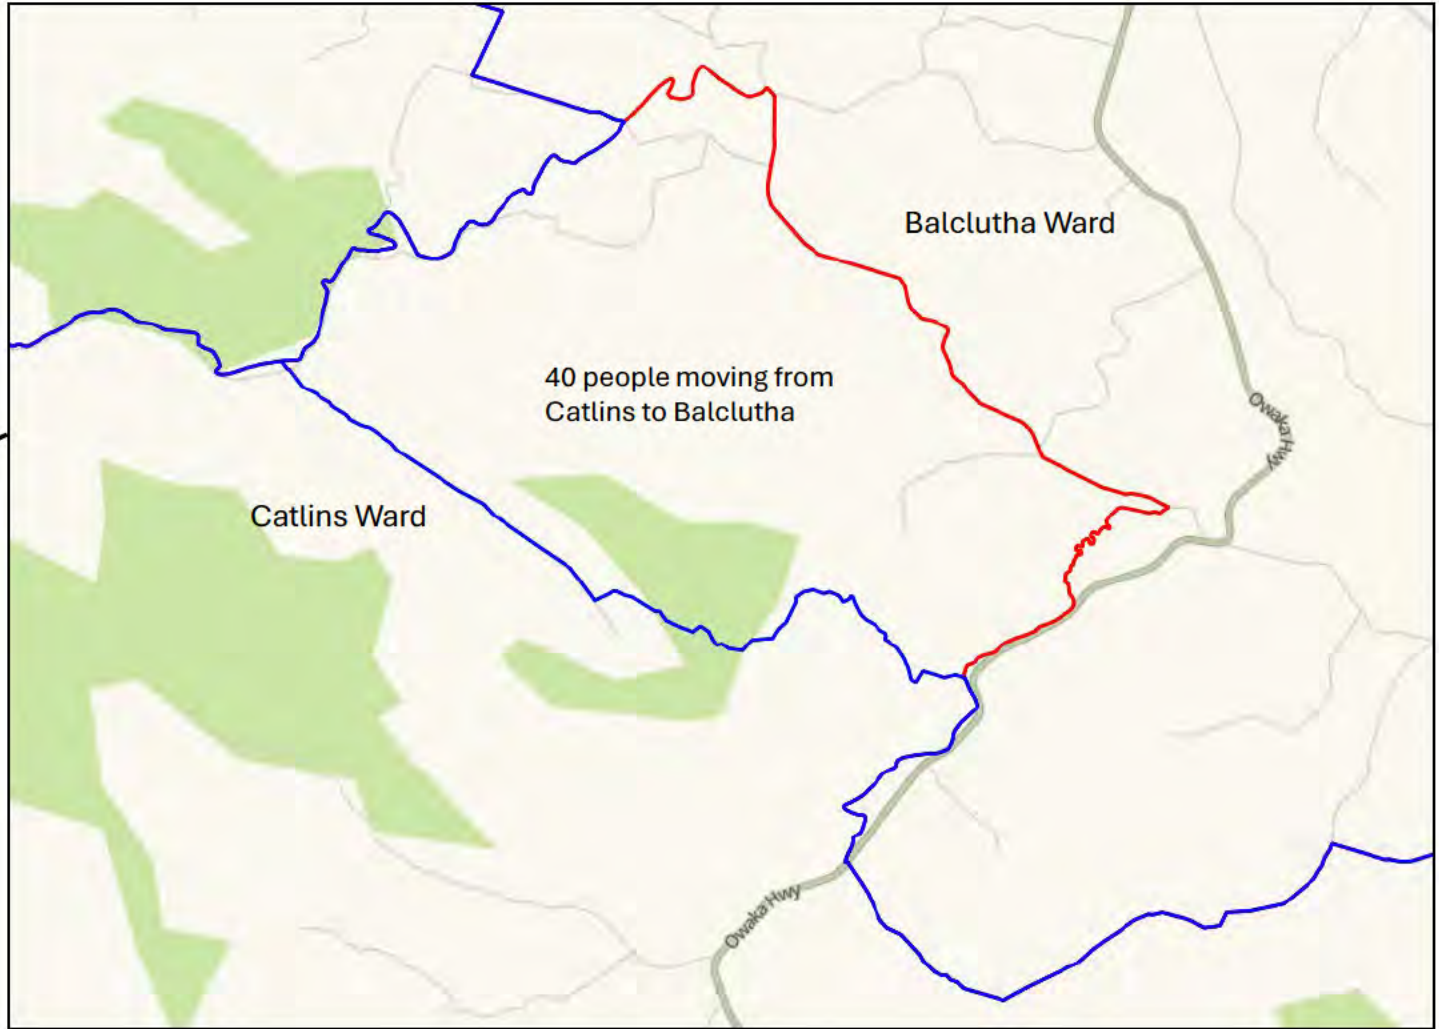 Balclutha Ward
40 people moving from
Catlins to Balclutha
Owaka Hwy
Catlins Ward
Owaka Hwy